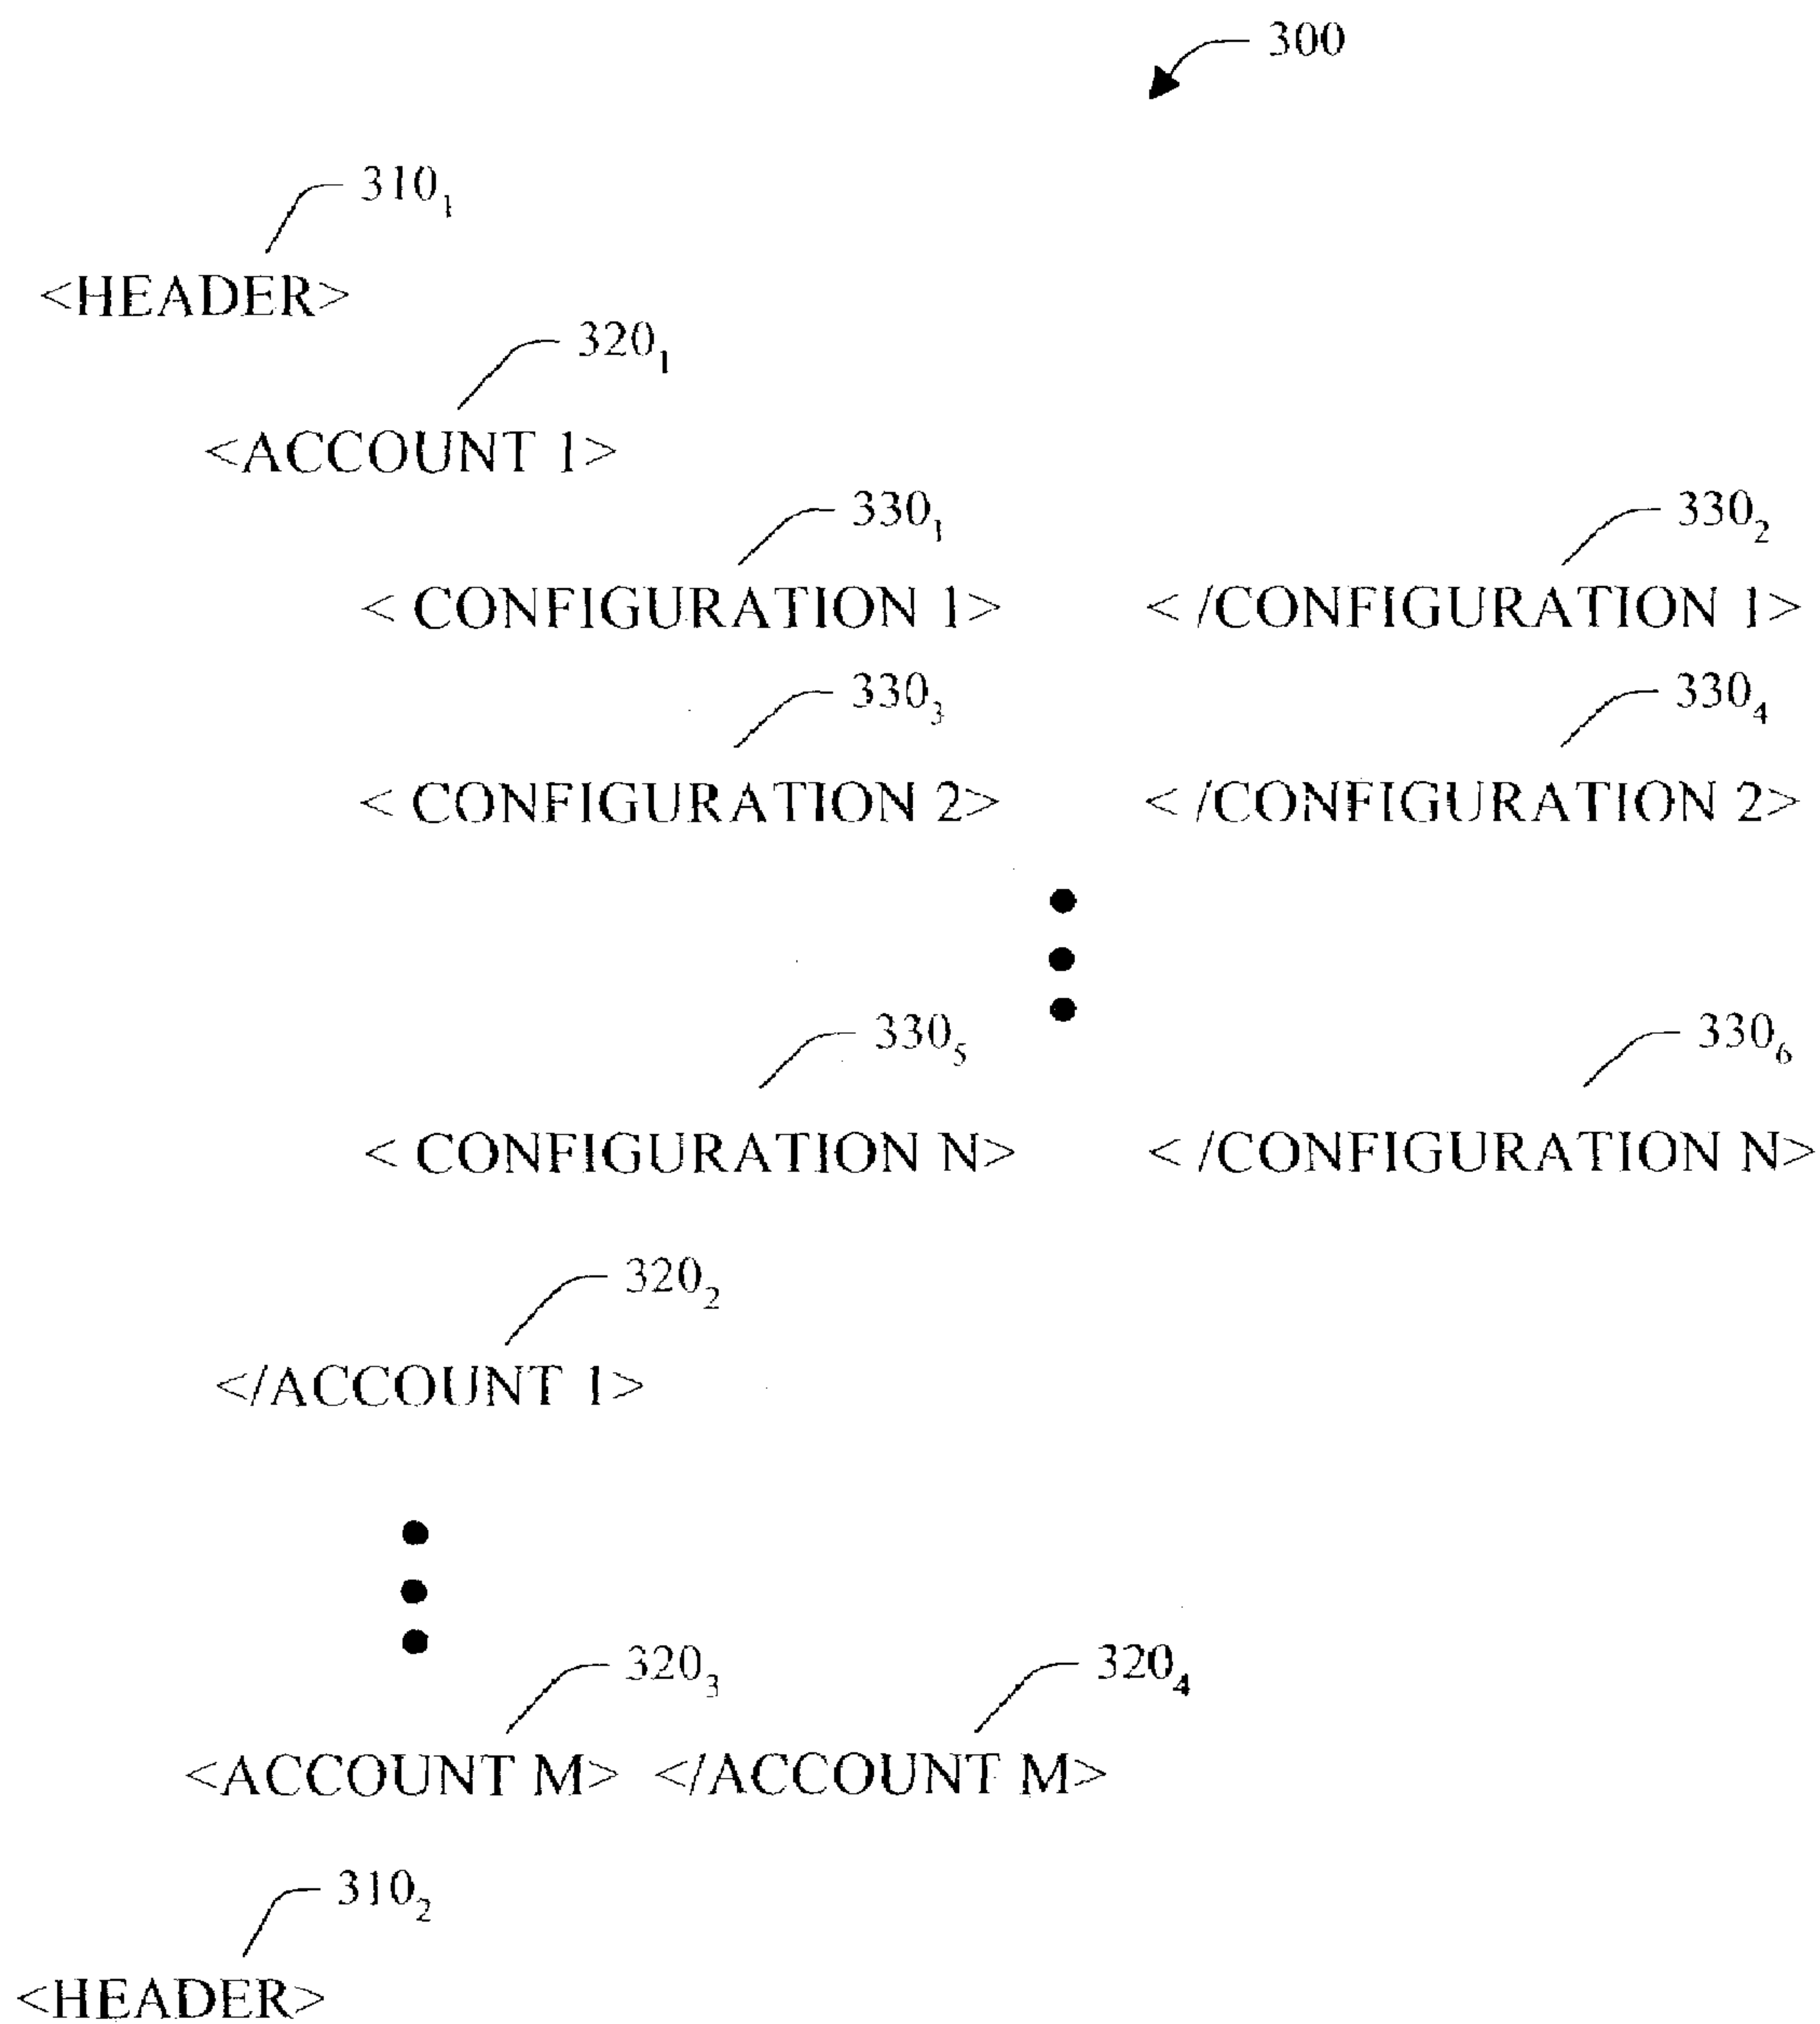 300
310₁
<HEADER>
320₁
<ACCOUNT 1>
330₁ 330₂
< CONFIGURATION 1> < /CONFIGURATION 1>
330₃ 330₄
< CONFIGURATION 2> < /CONFIGURATION 2>
330₅ 330₆
< CONFIGURATION N> < /CONFIGURATION N>
320₂
</ACCOUNT 1>
320₃ 320₄
<ACCOUNT M> </ACCOUNT M>
310₂
<HEADER>